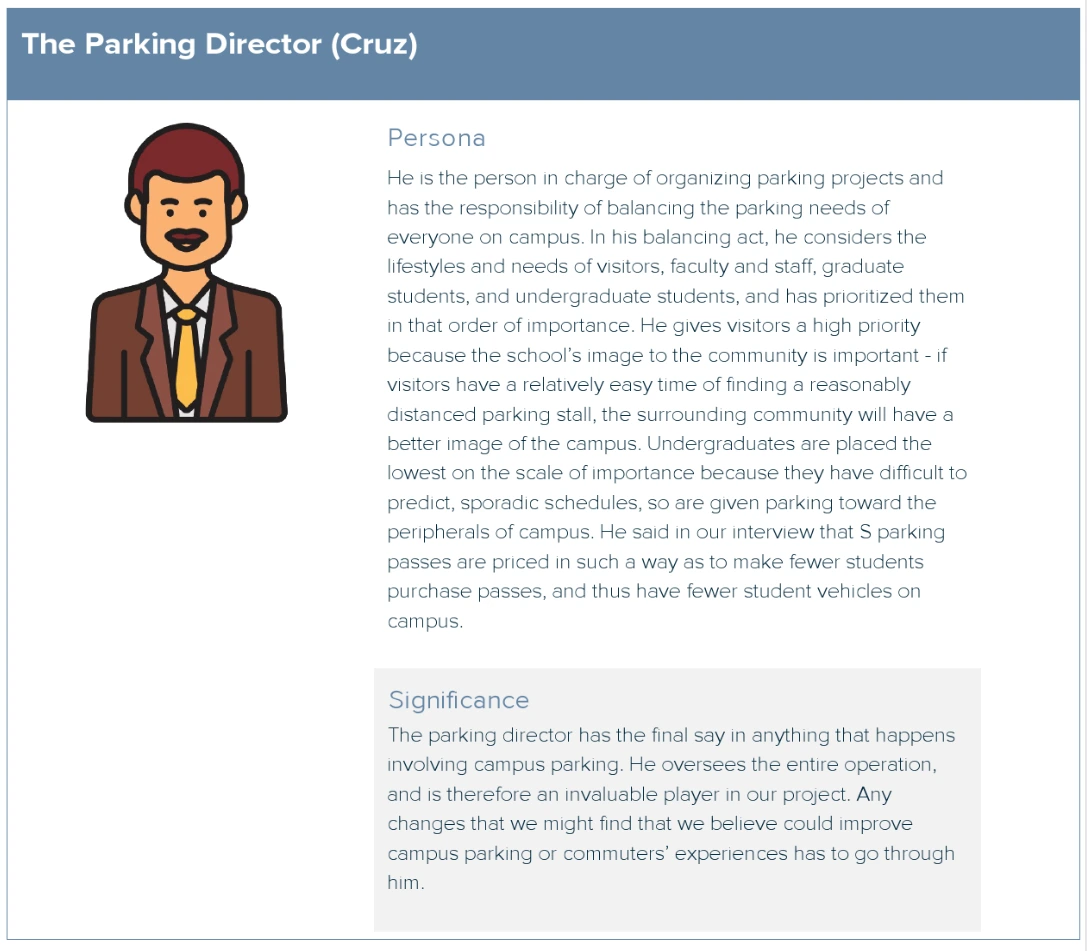 The Parking Director (Cruz)
Persona
He is the person in charge of organizing parking projects and
has the responsibility of balancing the parking needs of
everyone on campus. In his balancing act, he considers the
lifestyles and needs of visitors, faculty and staff, graduate
students, and undergraduate students, and has prioritized them
in that order of importance. He gives visitors a high priority
because the school's image to the community is important - if
visitors have a relatively easy time of finding a reasonably
distanced parking stall, the surrounding community will have a
better image of the campus. Undergraduates are placed the
lowest on the scale of importance because they have difficult to
predict, sporadic schedules, so are given parking toward the
peripherals of campus. He said in our interview that S parking
passes are priced in such a way as to make fewer students
purchase passes, and thus have fewer student vehicles on
campus.
Significance
The parking director has the final say in anything that happens
involving campus parking. He oversees the entire operation,
and is therefore an invaluable player in our project. Any
changes that we might find that we believe could improve
campus parking or commuters' experiences has to go through
him.